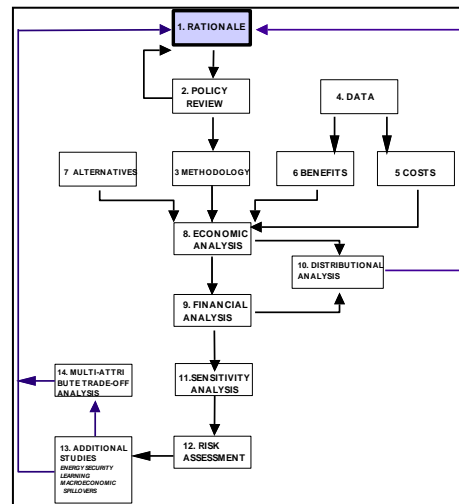 1. RATIONALE
2. POLICY
REVIEW
4. DATA
7 ALTERNATIVES
3 METHODOLOGY
6 BENEFITS
5 COSTS
8. ECONOMIC
ANALYSIS
10. DISTRIBUTIONAL
ANALYSIS
9. FINANCIAL
ANALYSIS
14. MULTI-ATTRI
BUTE TRADE-OFF
ANALYSIS
11.SENSITIVITY
ANALYSIS
13. ADDITIONAL
STUDIES
ENERGY SECURITY
LEARNING
MACROECONOMIC
SPILLOVERS
12. RISK
ASSESSMENT